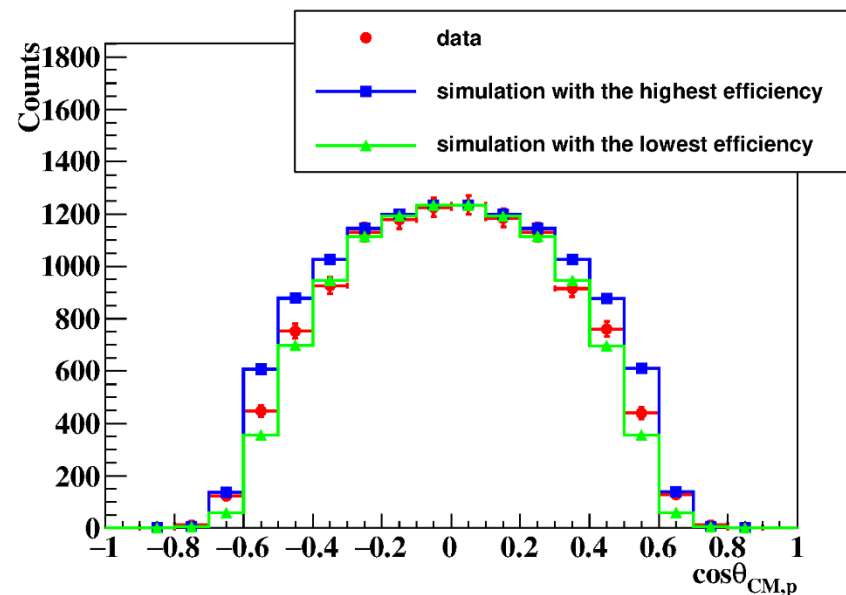 data
simulation with the highest efficiency
simulation with the lowest efficiency
Counts
1800
1600
1400
1200
1000
800
600
400
200
0
−1 −0.8 −0.6 −0.4 −0.2 0 0.2 0.4 0.6 0.8 1
cosθCM,p